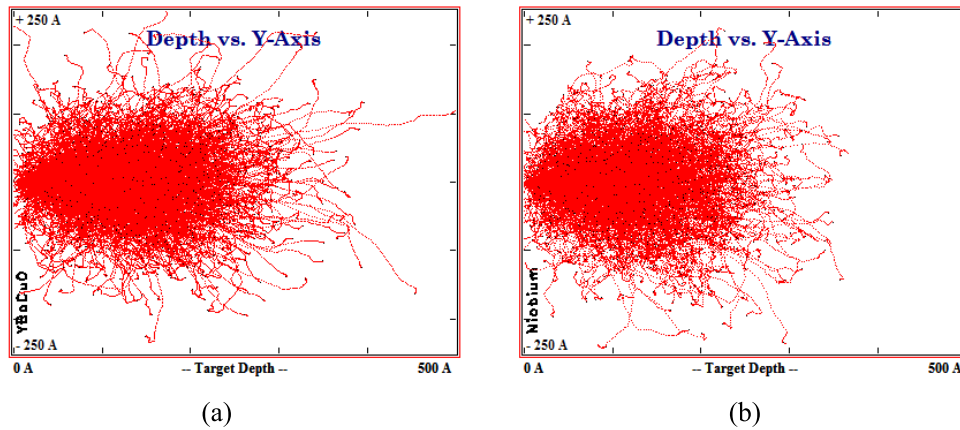 + 250 A
Depth vs. Y-Axis
YBaCuO
- 250 A
0 A
-- Target Depth --
500 A
(a)
+ 250 A
Depth vs. Y-Axis
Niobium
- 250 A
0 A
-- Target Depth --
500 A
(b)